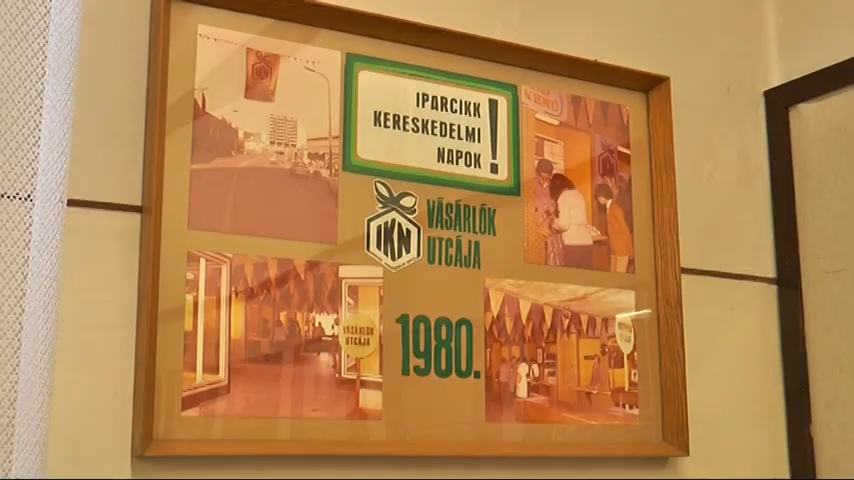 IPARCIKK
KERESKEDELMI
NAPOK!
IKN
VÁSÁRLÓK
UTCÁJA
1980.
VÁSÁRLÓK
UTCÁJA